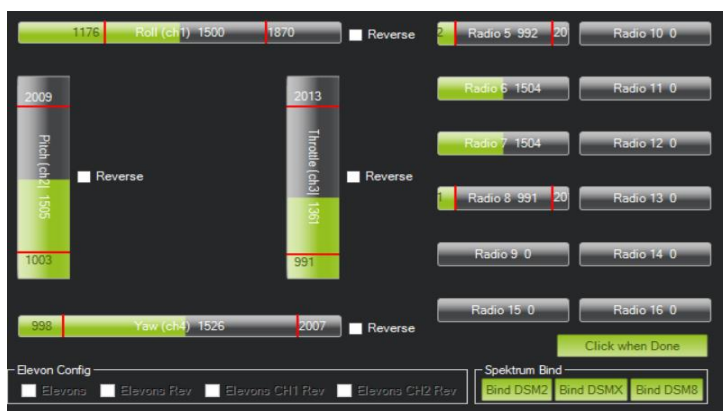 1176 Roll (ch1) 1500 1870
Reverse
2009
Pitch (ch2) 1505
1003
Reverse
2013
Throttle (ch3) 1361
991
Reverse
998 Yaw (ch4) 1526 2007
Reverse
Radio 5 992 20
Radio 6 1504
Radio 7 1504
Radio 8 991 20
Radio 9 0
Radio 15 0
Radio 10 0
Radio 11 0
Radio 12 0
Radio 13 0
Radio 14 0
Radio 16 0
Click when Done
Elevon Config
Elevons Elevons Rev Elevons CH1 Rev Elevons CH2 Rev
Spektrum Bind
Bind DSM2 Bind DSMX Bind DSM8